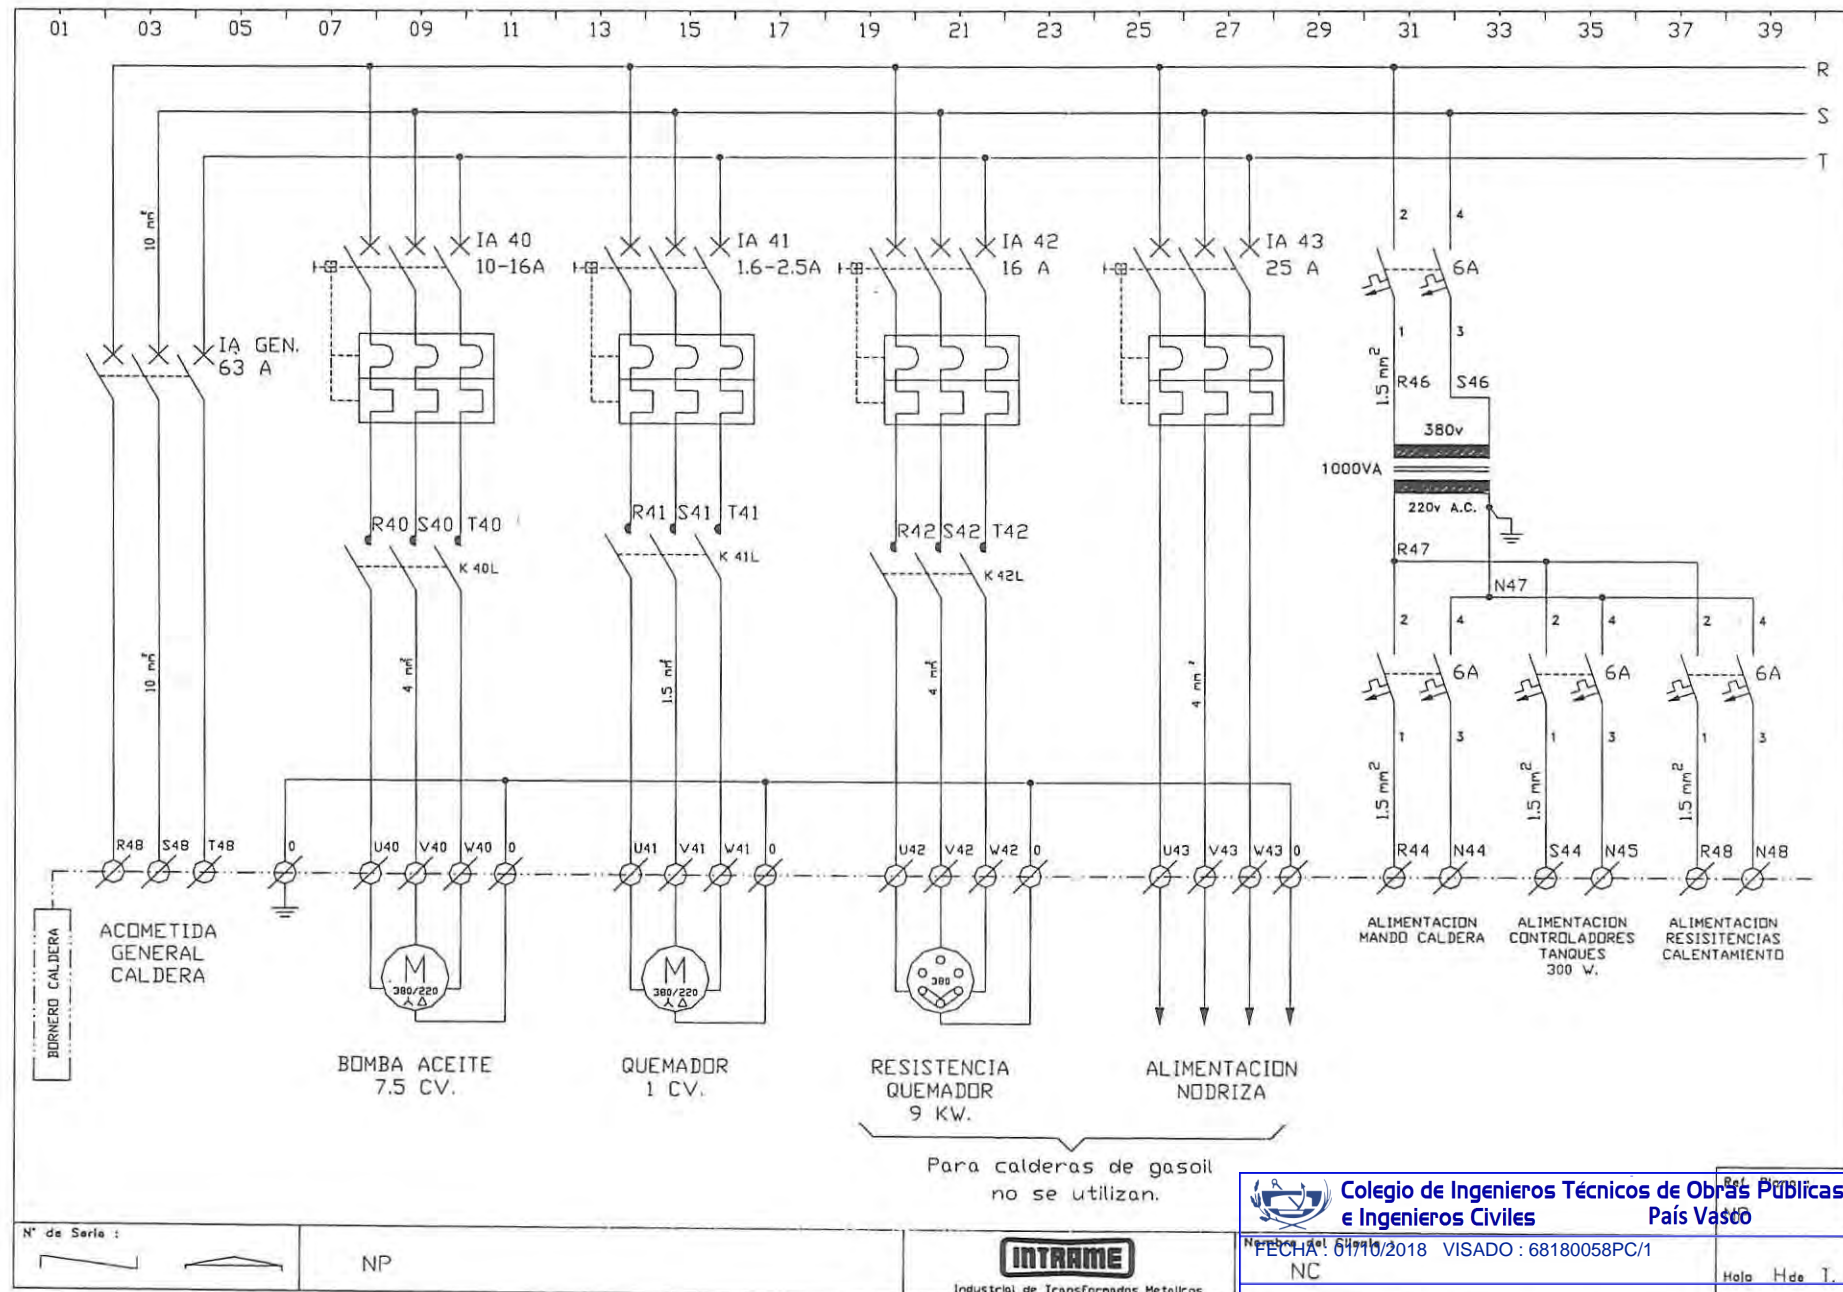 01 03 05 07 09 11 13 15 17 19 21 23 25 27 29 31 33 35 37 39
R
S
T
10 mm²
IA GEN.
63 A
10 mm²
IA 40
10-16A
IA 41
1.6-2.5A
IA 42
16 A
IA 43
25 A
2 4
6A
1 3
1.5 mm²
R46 S46
380v
1000VA
220v A.C.
R40 S40 T40
K 40L
R41 S41 T41
K 41L
R42 S42 T42
K 42L
R47
N47
2 4 2 4 2 4
6A 6A 6A
1 3 1 3 1 3
4 mm²
1.5 mm²
4 mm²
4 mm²
1.5 mm²
1.5 mm²
1.5 mm²
R48 S48 T48 0 U40 V40 W40 0 U41 V41 W41 0 U42 V42 W42 0 U43 V43 W43 0 R44 N44 S44 N45 R48 N48
BORNERO CALDERA
ACOMETIDA
GENERAL
CALDERA
M
380/220
M
380/220
380
ALIMENTACION
MANDO CALDERA
ALIMENTACION
CONTROLADORES
TANQUES
300 W.
ALIMENTACION
RESISITENCIAS
CALENTAMIENTO
BOMBA ACEITE
7.5 CV.
QUEMADOR
1 CV.
RESISTENCIA
QUEMADOR
9 KW.
ALIMENTACION
NODRIZA
Para calderas de gasoil
no se utilizan.
Colegio de Ingenieros Técnicos de Obras Públicas
e Ingenieros Civiles País Vasco
FECHA : 01/10/2018 VISADO : 68180058PC/1
Ref. Plano :
NP
Nº de Serie :
NP
INTRAME
Industrial de Transformados Metalicos
Nombre del Cliente :
NC
Hoja H de T.